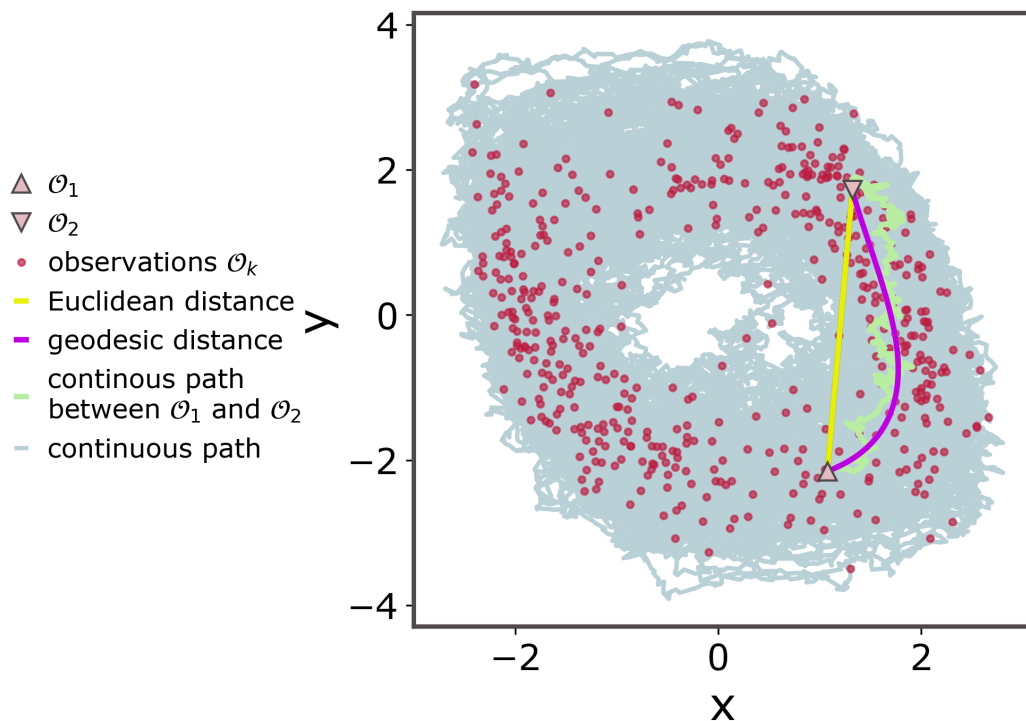 𝒪₁
𝒪₂
observations 𝒪ₖ
Euclidean distance
geodesic distance
continous path
between 𝒪₁ and 𝒪₂
continuous path
y
4
2
0
−2
−4
−2
0
2
x